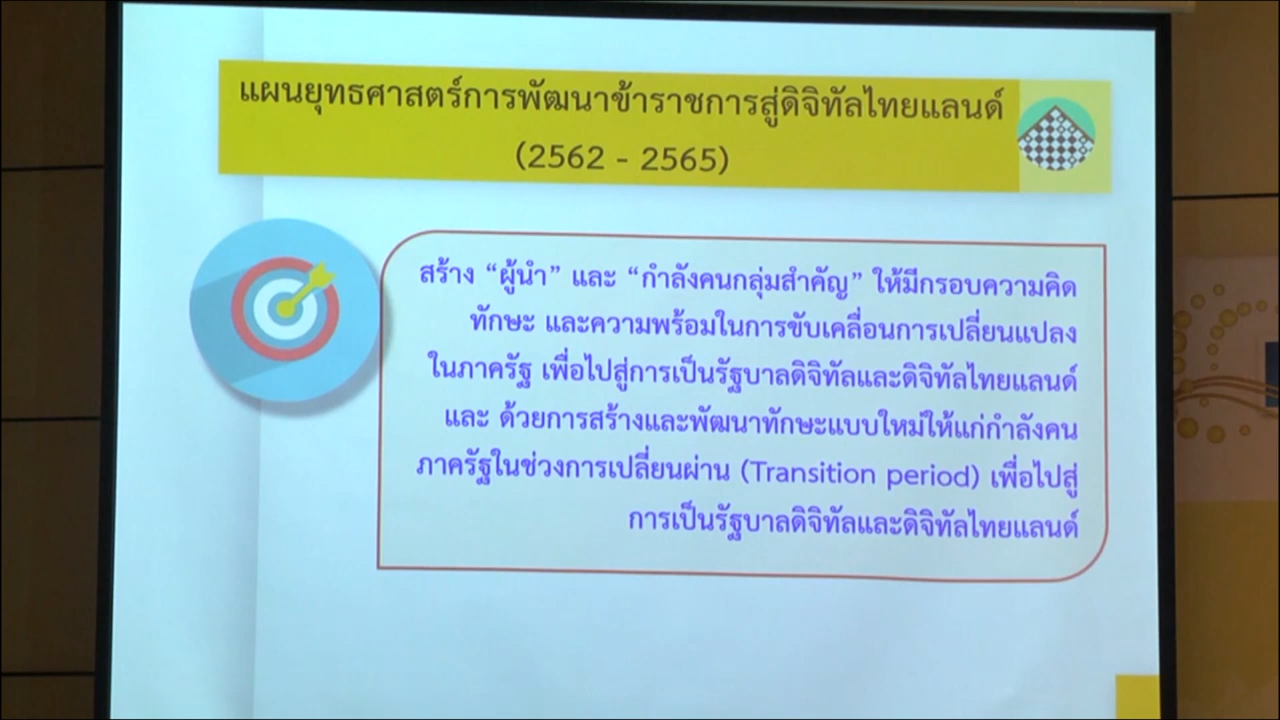 แผนยุทธศาสตร์การพัฒนาข้าราชการสู่ดิจิทัลไทยแลนด์
(2562 - 2565)
สร้าง “ผู้นำ” และ “กำลังคนกลุ่มสำคัญ” ให้มีกรอบความคิด
ทักษะ และความพร้อมในการขับเคลื่อนการเปลี่ยนแปลง
ในภาครัฐ เพื่อไปสู่การเป็นรัฐบาลดิจิทัลและดิจิทัลไทยแลนด์
และ ด้วยการสร้างและพัฒนาทักษะแบบใหม่ให้แก่กำลังคน
ภาครัฐในช่วงการเปลี่ยนผ่าน (Transition period) เพื่อไปสู่
การเป็นรัฐบาลดิจิทัลและดิจิทัลไทยแลนด์